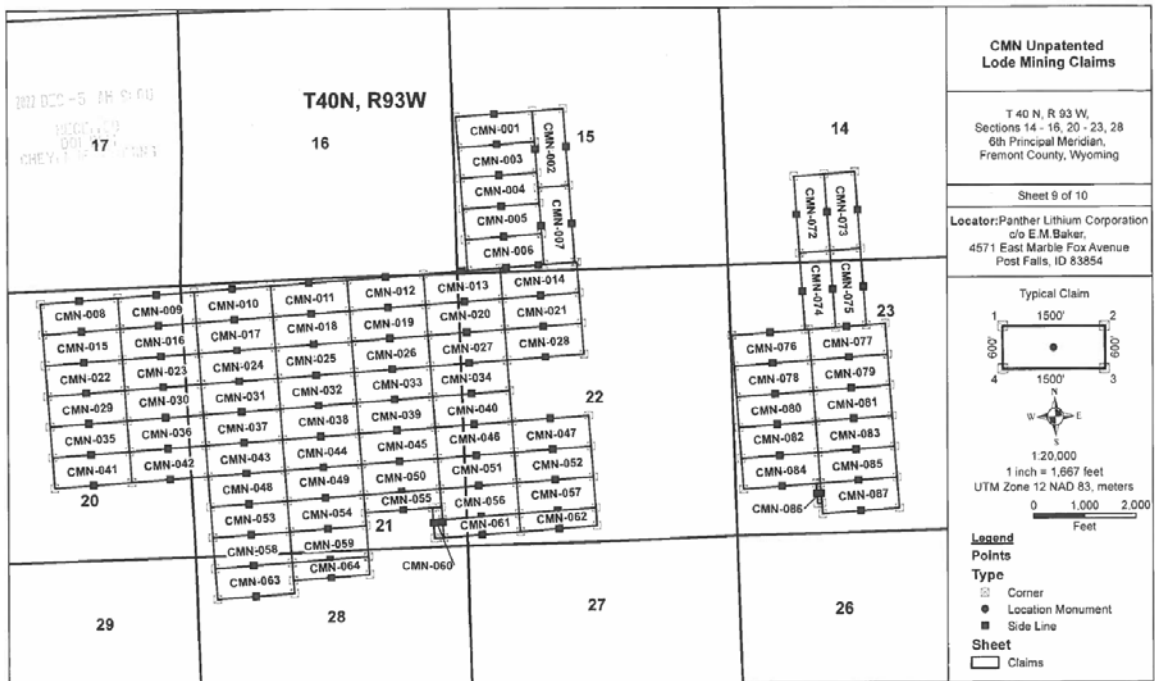 T40N, R93W
17
16
15
14
2022 DEC -5 AM 9:00
RECEIVED
CMN-001
CMN-002
CMN-003
CMN-004
CMN-005
CMN-006
CMN-007
CMN-072
CMN-073
CMN-074
CMN-075
23
CMN-008
CMN-009
CMN-010
CMN-011
CMN-012
CMN-013
CMN-014
CMN-015
CMN-016
CMN-017
CMN-018
CMN-019
CMN-020
CMN-021
CMN-022
CMN-023
CMN-024
CMN-025
CMN-026
CMN-027
CMN-028
CMN-029
CMN-030
CMN-031
CMN-032
CMN-033
CMN-034
22
CMN-035
CMN-036
CMN-037
CMN-038
CMN-039
CMN-040
CMN-041
CMN-042
CMN-043
CMN-044
CMN-045
CMN-046
CMN-047
20
CMN-048
CMN-049
CMN-050
CMN-051
CMN-052
CMN-053
CMN-054
CMN-055
CMN-056
CMN-057
21
CMN-058
CMN-059
CMN-060
CMN-061
CMN-062
CMN-063
CMN-064
CMN-076
CMN-077
CMN-078
CMN-079
CMN-080
CMN-081
CMN-082
CMN-083
CMN-084
CMN-085
CMN-086
CMN-087
29
28
27
26
CMN Unpatented
Lode Mining Claims
T 40 N, R 93 W,
Sections 14 - 16, 20 - 23, 28
6th Principal Meridian,
Fremont County, Wyoming
Sheet 9 of 10
Locator:Panther Lithium Corporation
c/o E.M.Baker,
4571 East Marble Fox Avenue
Post Falls, ID 83854
Typical Claim
1 1500' 2
600'
600'
4 1500' 3
N
W E
S
1:20,000
1 inch = 1,667 feet
UTM Zone 12 NAD 83, meters
0 1,000 2,000
Feet
Legend
Points
Type
Corner
Location Monument
Side Line
Sheet
Claims